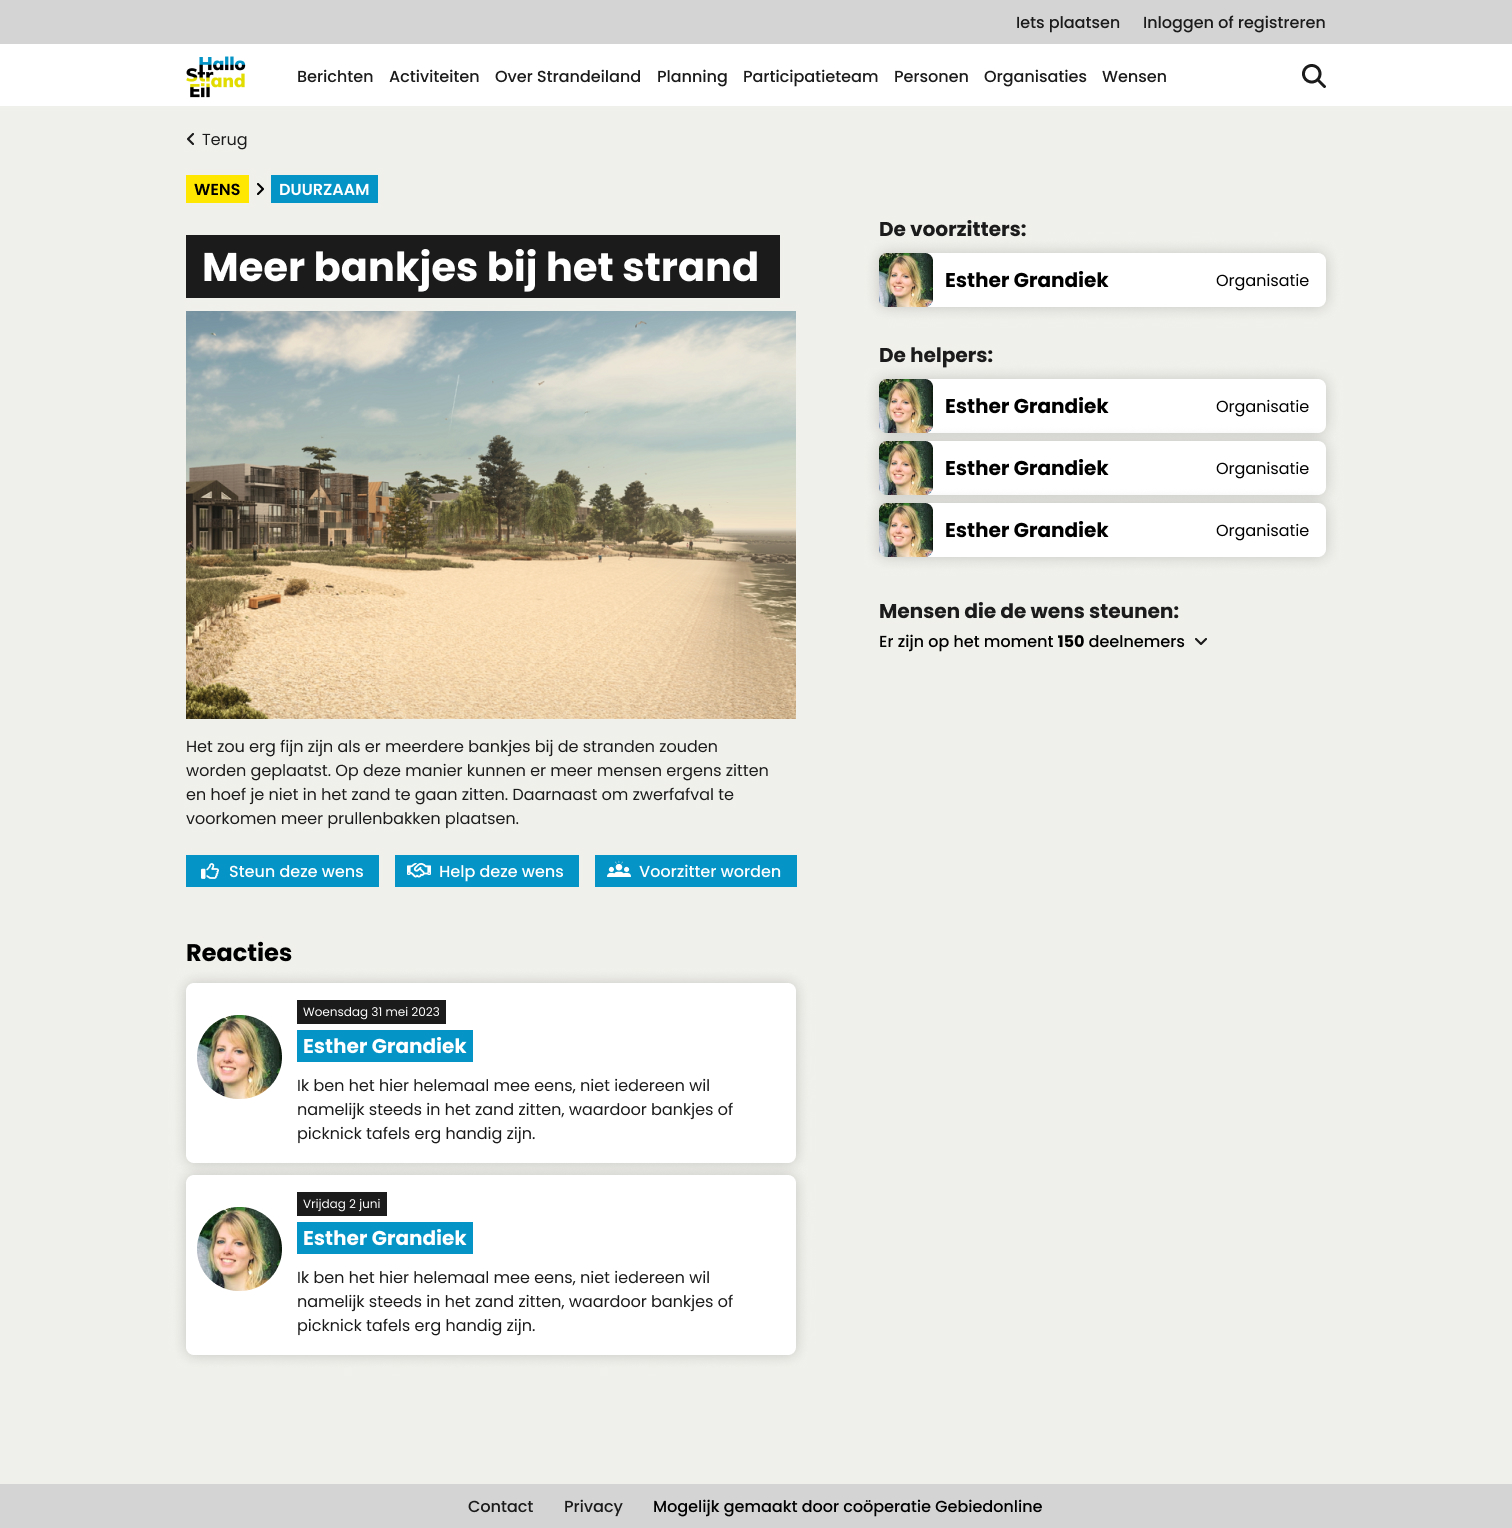 Iets plaatsen Inloggen of registreren
Hallo
Strand
Eil
Berichten Activiteiten Over Strandeiland Planning Participatieteam Personen Organisaties Wensen
Terug
WENS DUURZAAM
Meer bankjes bij het strand
Het zou erg fijn zijn als er meerdere bankjes bij de stranden zouden
worden geplaatst. Op deze manier kunnen er meer mensen ergens zitten
en hoef je niet in het zand te gaan zitten. Daarnaast om zwerfafval te
voorkomen meer prullenbakken plaatsen.
Steun deze wens Help deze wens Voorzitter worden
Reacties
Woensdag 31 mei 2023
Esther Grandiek
Ik ben het hier helemaal mee eens, niet iedereen wil
namelijk steeds in het zand zitten, waardoor bankjes of
picknick tafels erg handig zijn.
Vrijdag 2 juni
Esther Grandiek
Ik ben het hier helemaal mee eens, niet iedereen wil
namelijk steeds in het zand zitten, waardoor bankjes of
picknick tafels erg handig zijn.
De voorzitters:
Esther Grandiek Organisatie
De helpers:
Esther Grandiek Organisatie
Esther Grandiek Organisatie
Esther Grandiek Organisatie
Mensen die de wens steunen:
Er zijn op het moment 150 deelnemers
Contact Privacy Mogelijk gemaakt door coöperatie Gebiedonline